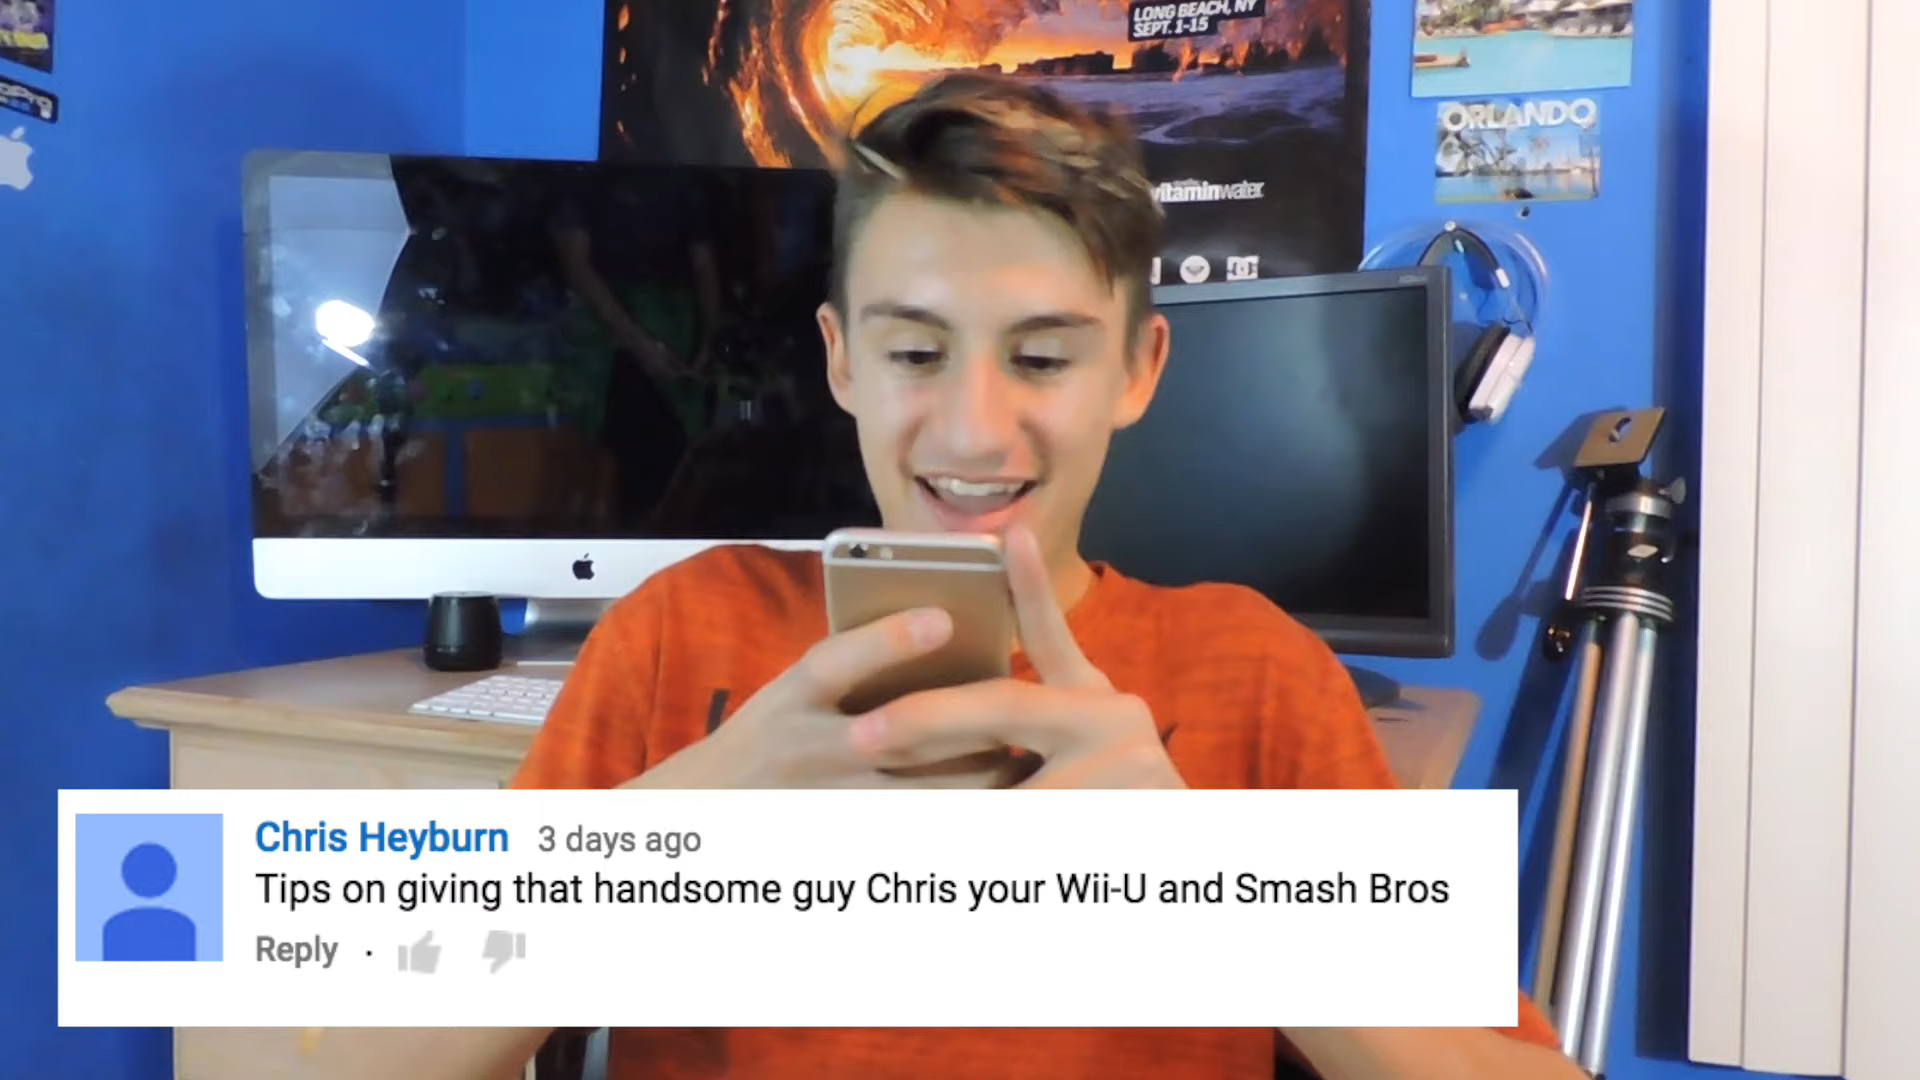 LONG BEACH, NY
SEPT. 1-15
ORLANDO
vitaminwater
Chris Heyburn 3 days ago
Tips on giving that handsome guy Chris your Wii-U and Smash Bros
Reply ·